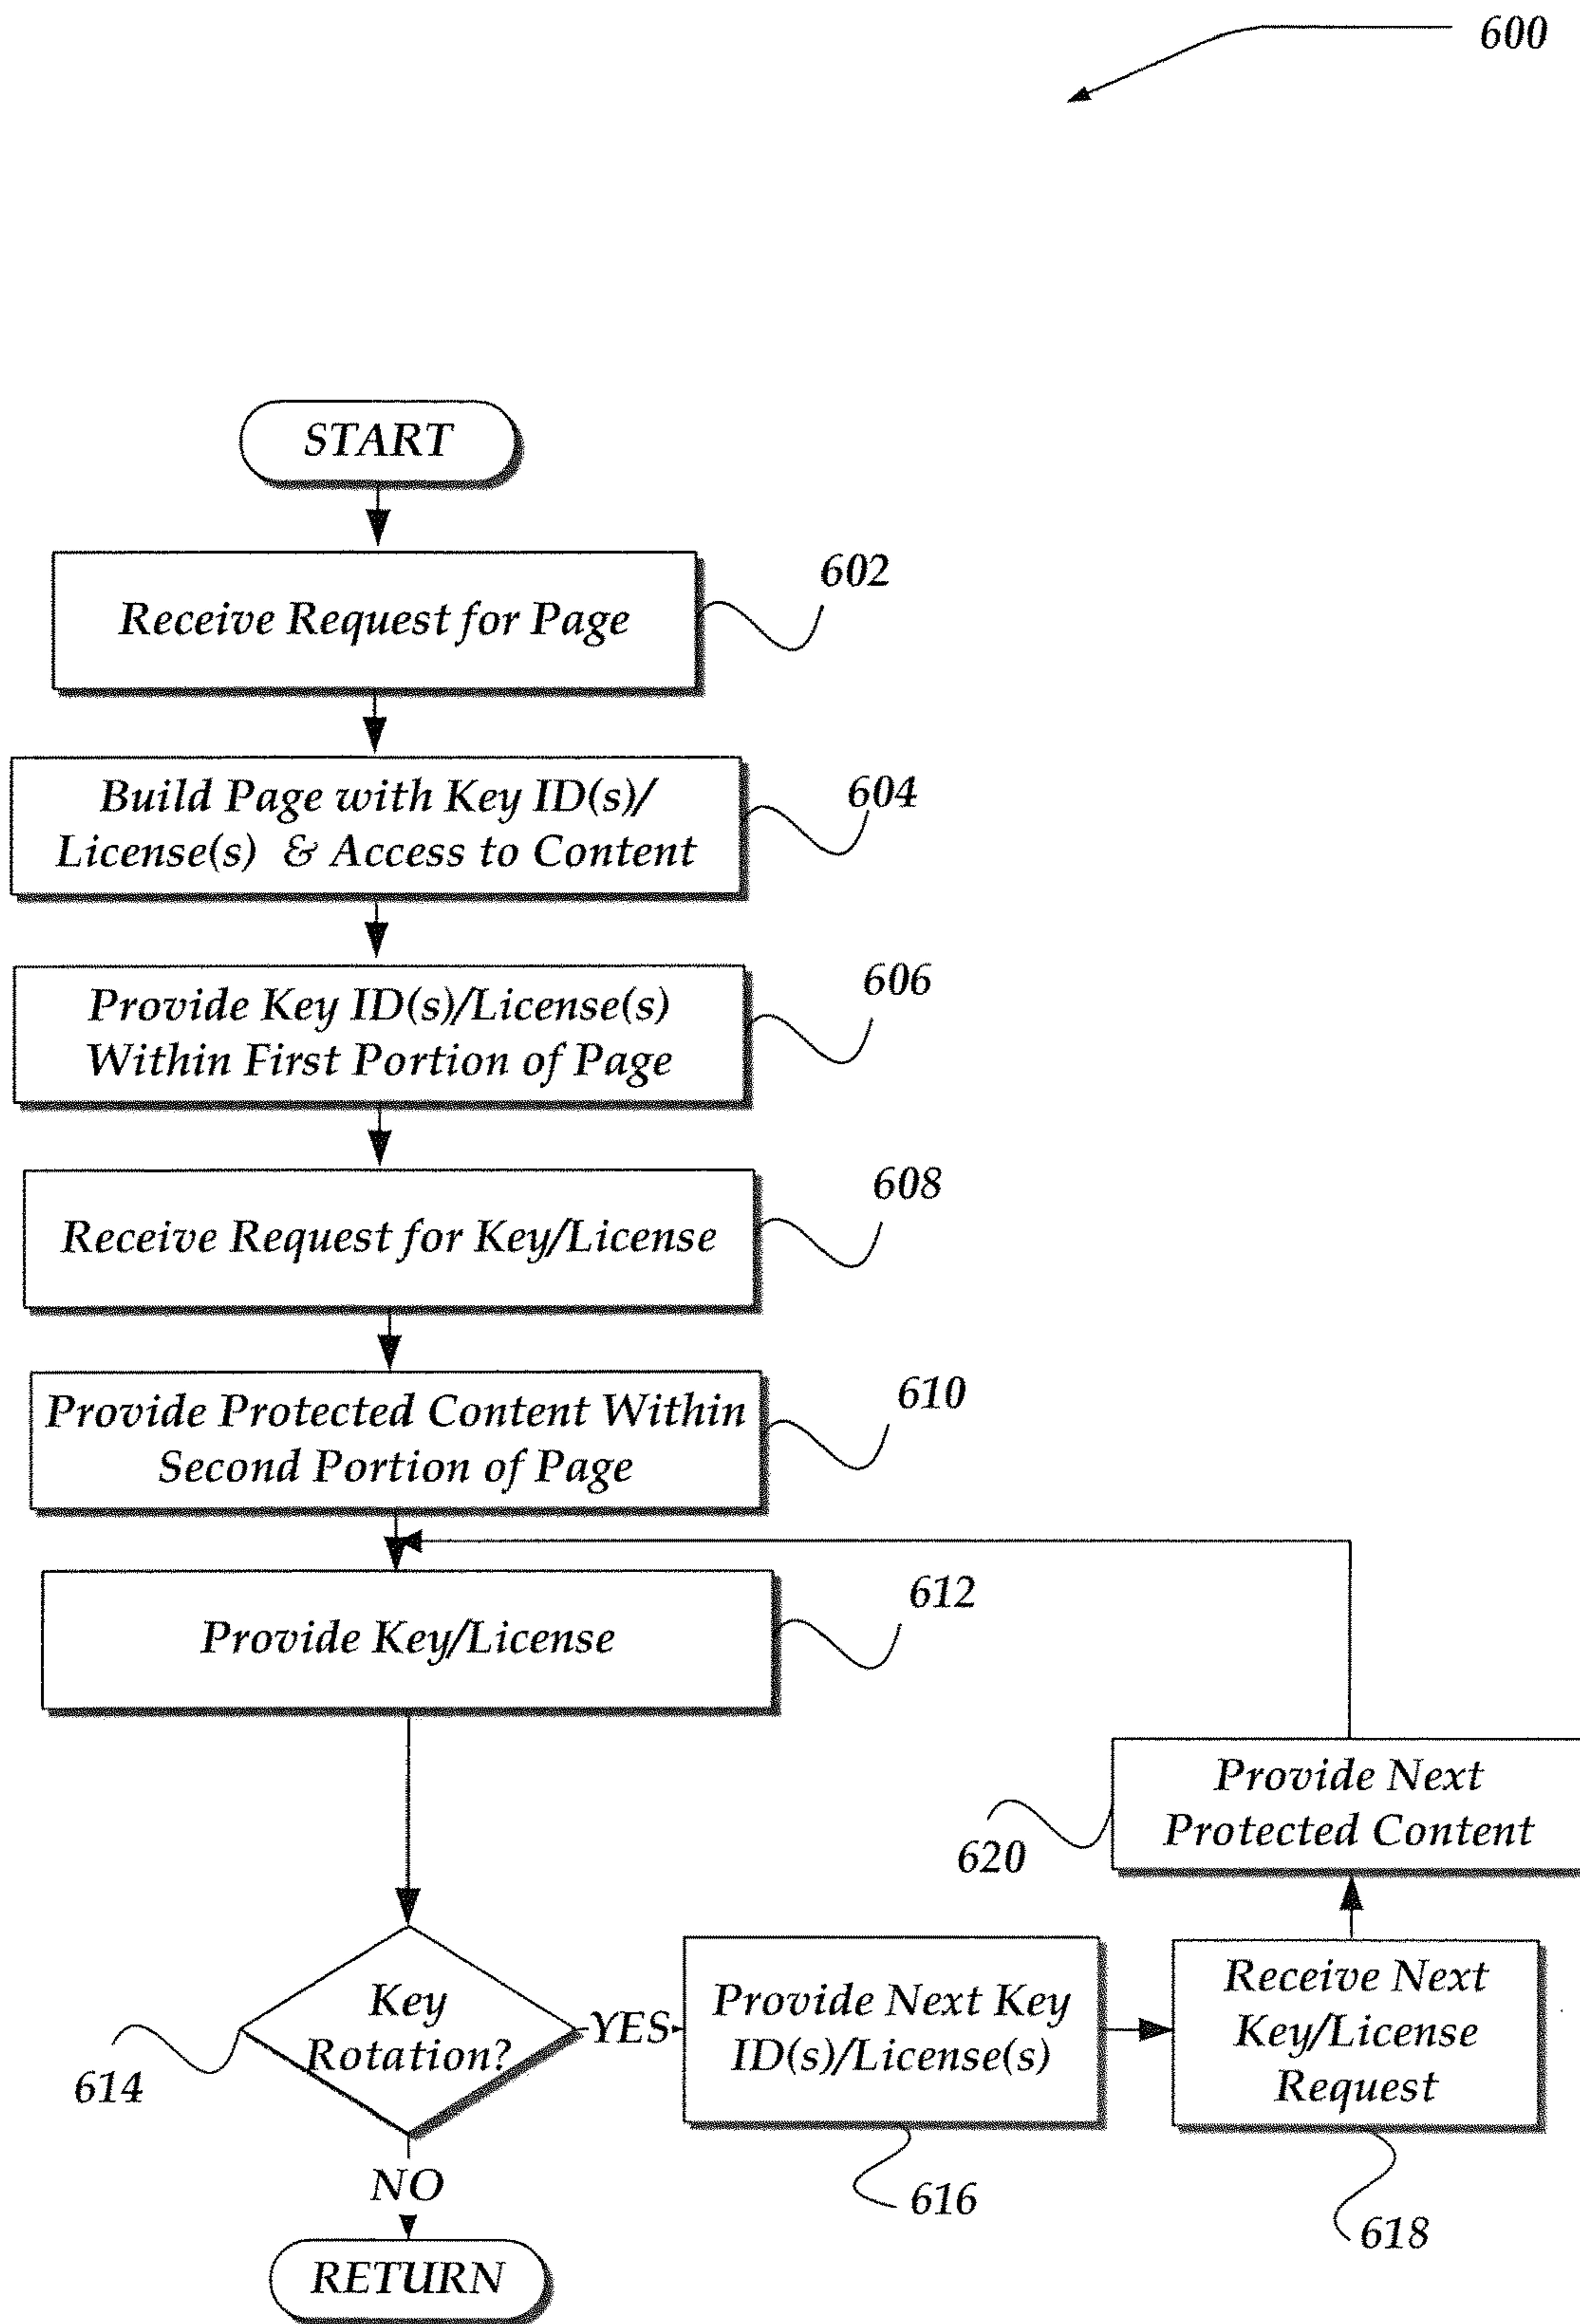 600
START
Receive Request for Page
602
Build Page with Key ID(s)/
License(s) & Access to Content
604
Provide Key ID(s)/License(s)
Within First Portion of Page
606
Receive Request for Key/License
608
Provide Protected Content Within
Second Portion of Page
610
Provide Key/License
612
Key
Rotation?
614
YES
Provide Next Key
ID(s)/License(s)
616
Receive Next
Key/License
Request
618
Provide Next
Protected Content
620
NO
RETURN